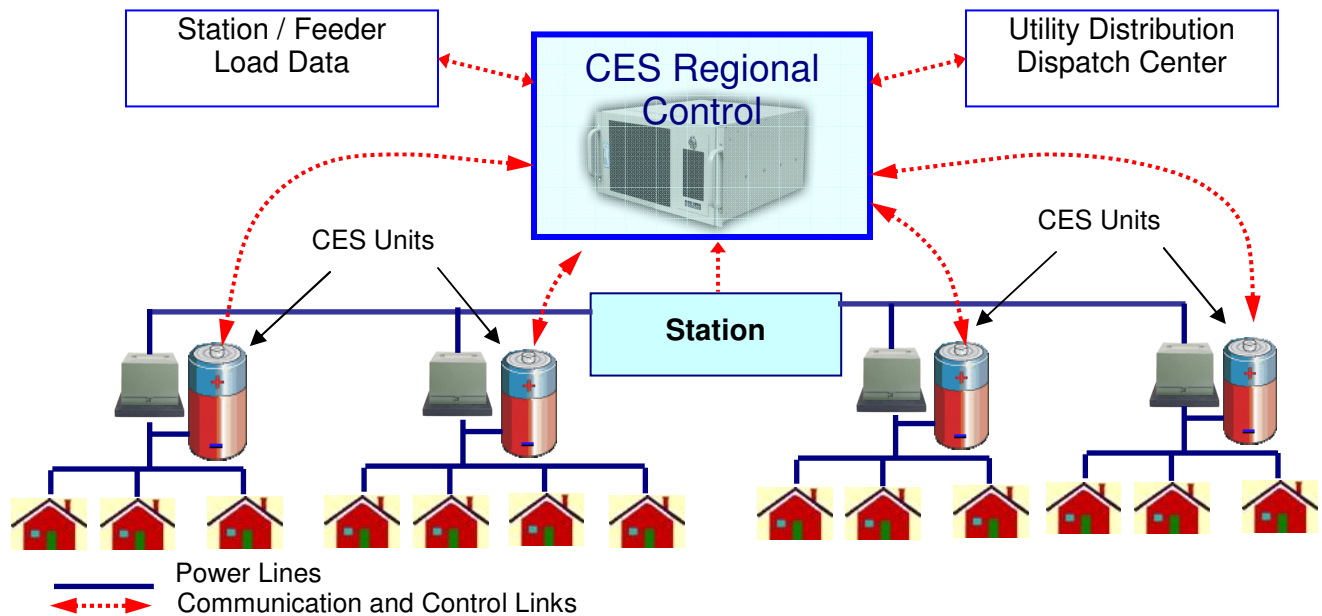 Station / Feeder
Load Data
CES Regional
Control
Utility Distribution
Dispatch Center
CES Units
CES Units
Station
+
+
+
+
-
-
-
-
Power Lines
Communication and Control Links